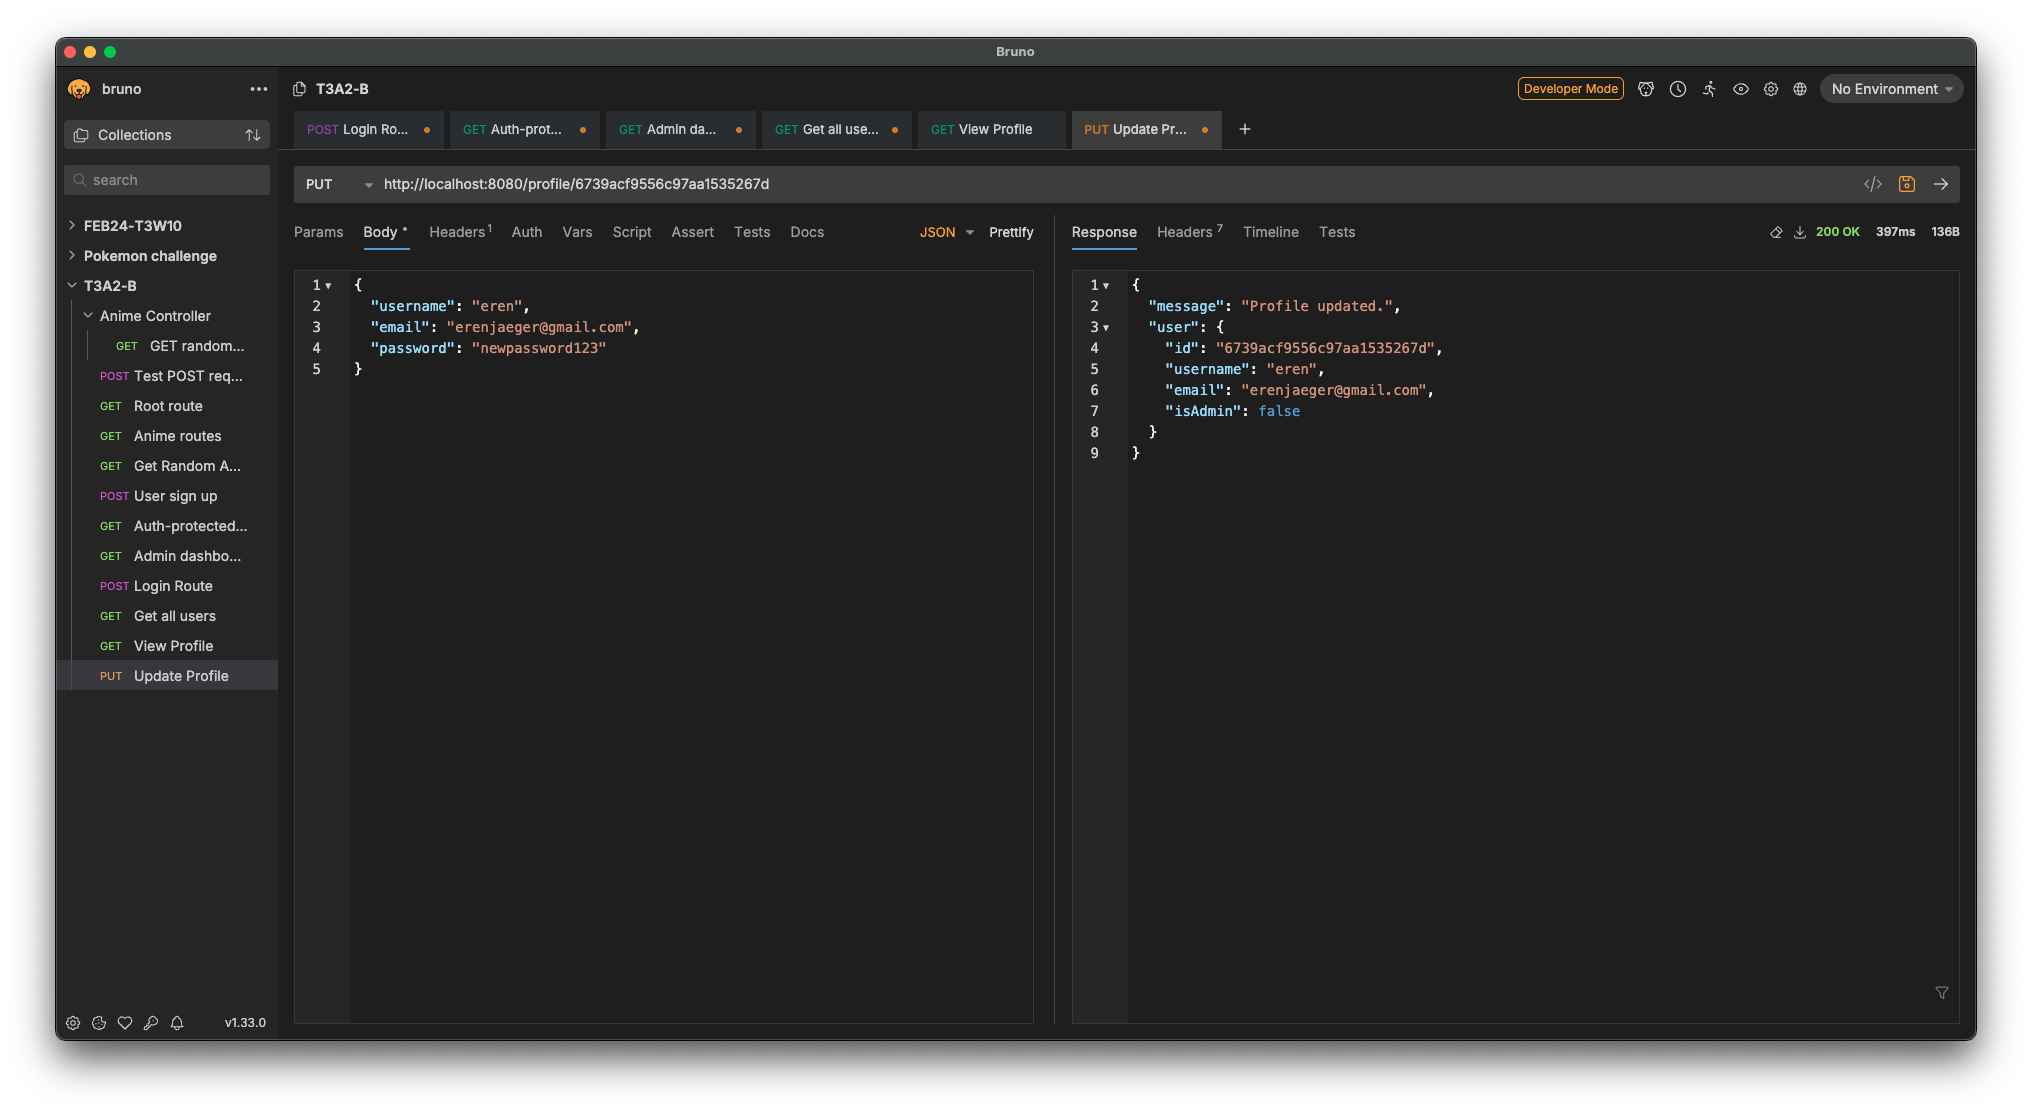 Bruno
bruno
Collections
search
FEB24-T3W10
Pokemon challenge
T3A2-B
Anime Controller
GET GET random...
POST Test POST req...
GET Root route
GET Anime routes
GET Get Random A...
POST User sign up
GET Auth-protected...
GET Admin dashbo...
POST Login Route
GET Get all users
GET View Profile
PUT Update Profile
v1.33.0
T3A2-B
Developer Mode
No Environment
POST Login Ro...
GET Auth-prot...
GET Admin da...
GET Get all use...
GET View Profile
PUT Update Pr...
+
PUT http://localhost:8080/profile/6739acf9556c97aa1535267d
Params Body Headers 1 Auth Vars Script Assert Tests Docs JSON Prettify
1 {
2 "username": "eren",
3 "email": "erenjaeger@gmail.com",
4 "password": "newpassword123"
5 }
Response Headers 7 Timeline Tests 200 OK 397ms 136B
1 {
2 "message": "Profile updated.",
3 "user": {
4 "id": "6739acf9556c97aa1535267d",
5 "username": "eren",
6 "email": "erenjaeger@gmail.com",
7 "isAdmin": false
8 }
9 }